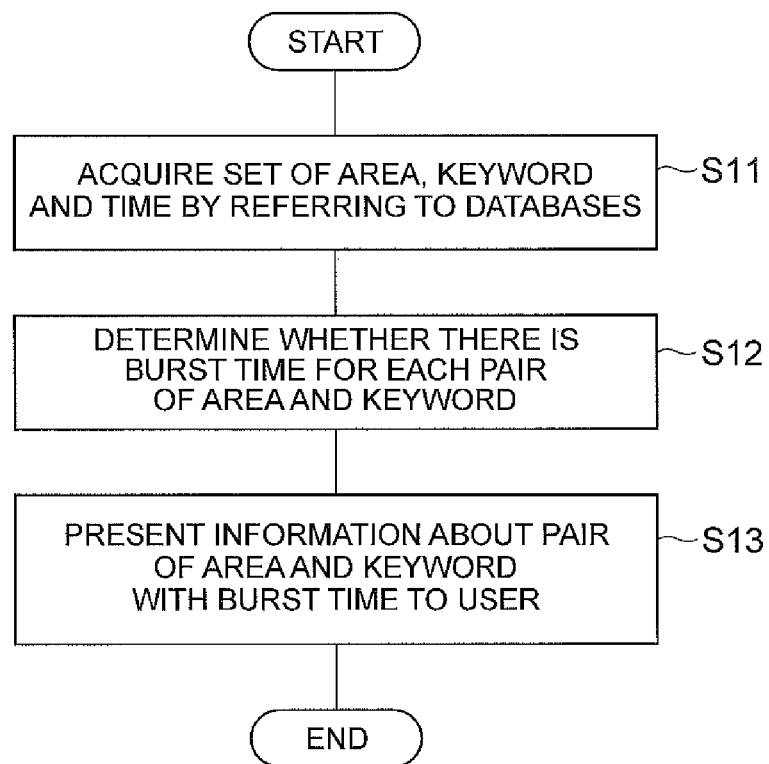 START
ACQUIRE SET OF AREA, KEYWORD
AND TIME BY REFERRING TO DATABASES
S11
DETERMINE WHETHER THERE IS
BURST TIME FOR EACH PAIR
OF AREA AND KEYWORD
S12
PRESENT INFORMATION ABOUT PAIR
OF AREA AND KEYWORD
WITH BURST TIME TO USER
S13
END